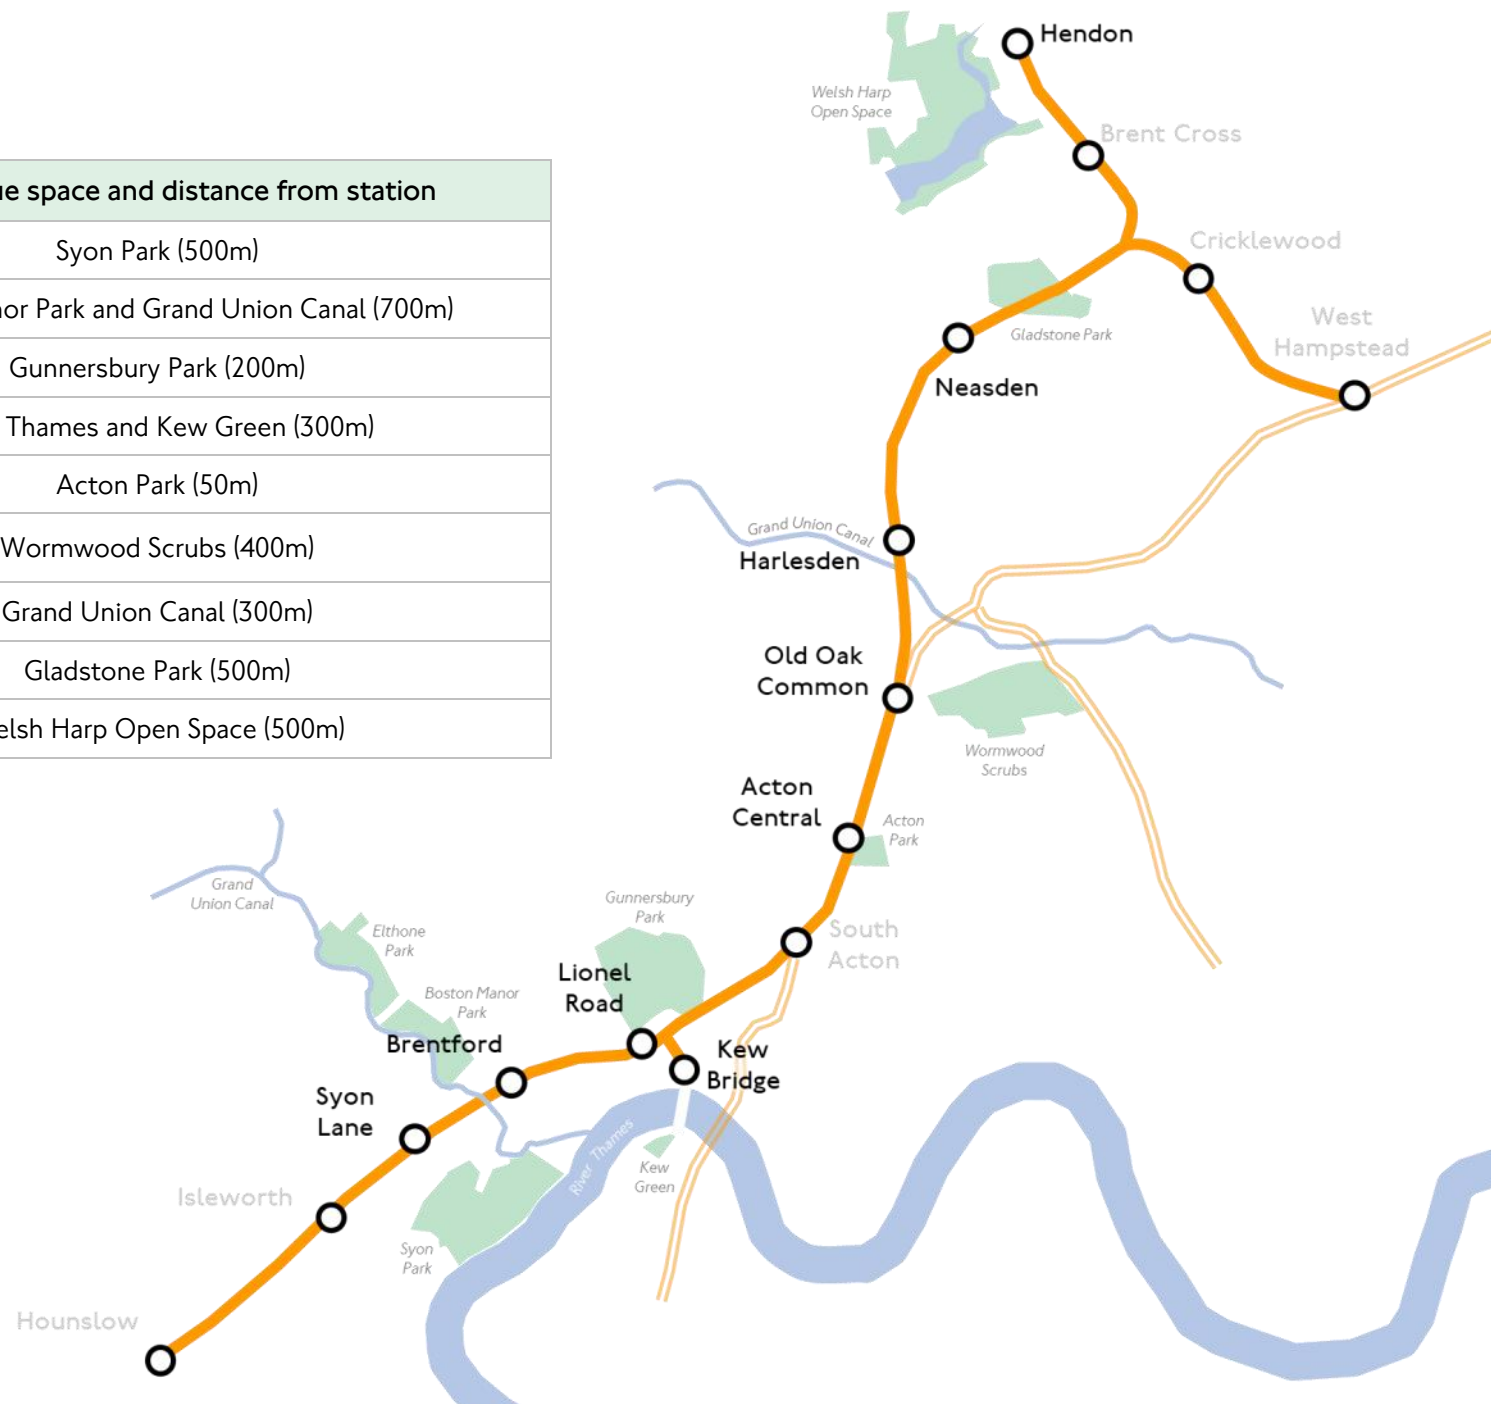 space and distance from station
Syon Park (500m)
Park and Grand Union Canal (700m)
Gunnersbury Park (200m)
Thames and Kew Green (300m)
Acton Park (50m)
Wormwood Scrubs (400m)
Grand Union Canal (300m)
Gladstone Park (500m)
Harp Open Space (500m)
Hendon
Welsh Harp
Open Space
Brent Cross
Cricklewood
West
Hampstead
Gladstone Park
Neasden
Grand Union Canal
Harlesden
Old Oak
Common
Wormwood
Scrubs
Acton
Central
Acton
Park
Grand
Union Canal
Gunnersbury
Park
Elthone
Park
South
Acton
Lionel
Road
Boston Manor
Park
Brentford
Kew
Bridge
Syon
Lane
River Thames
Kew
Green
Isleworth
Syon
Park
Hounslow